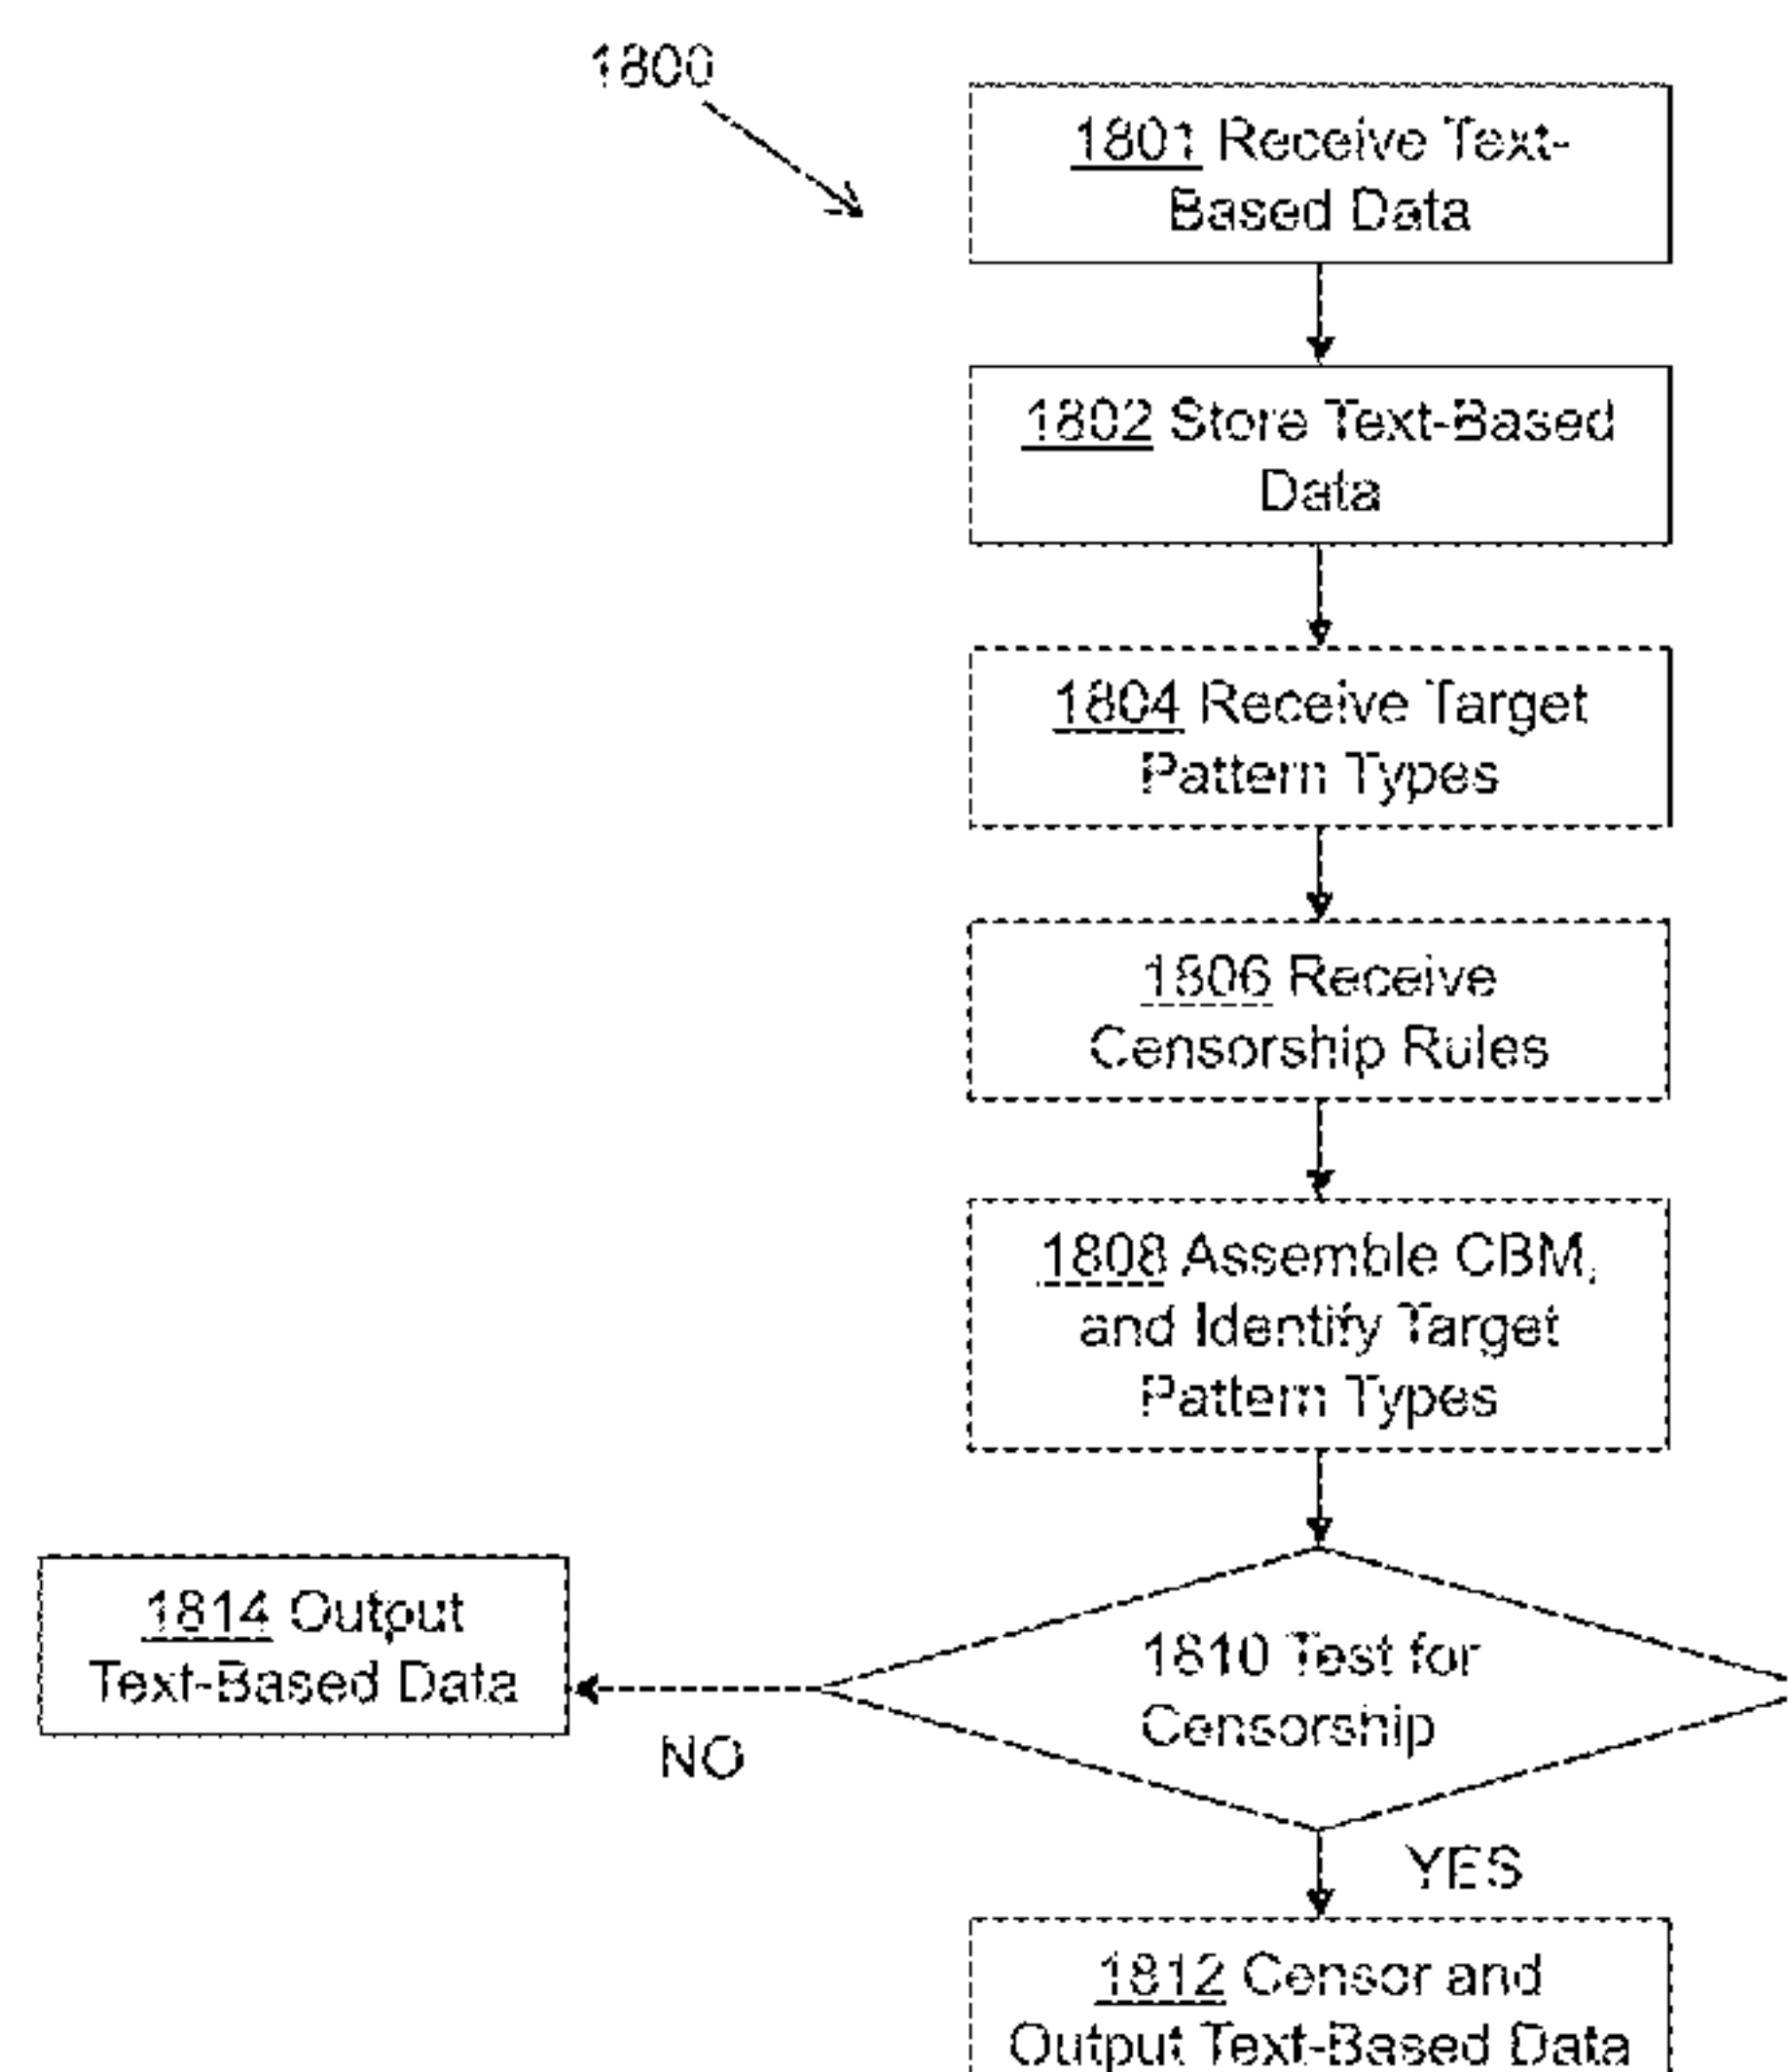 1800
1801 Receive Text-
Based Data
1802 Store Text-Based
Data
1804 Receive Target
Pattern Types
1806 Receive
Censorship Rules
1808 Assemble CBM,
and Identify Target
Pattern Types
1814 Output
Text-Based Data
1810 Test for
Censorship
NO
YES
1812 Censor and
Output Text-Based Data